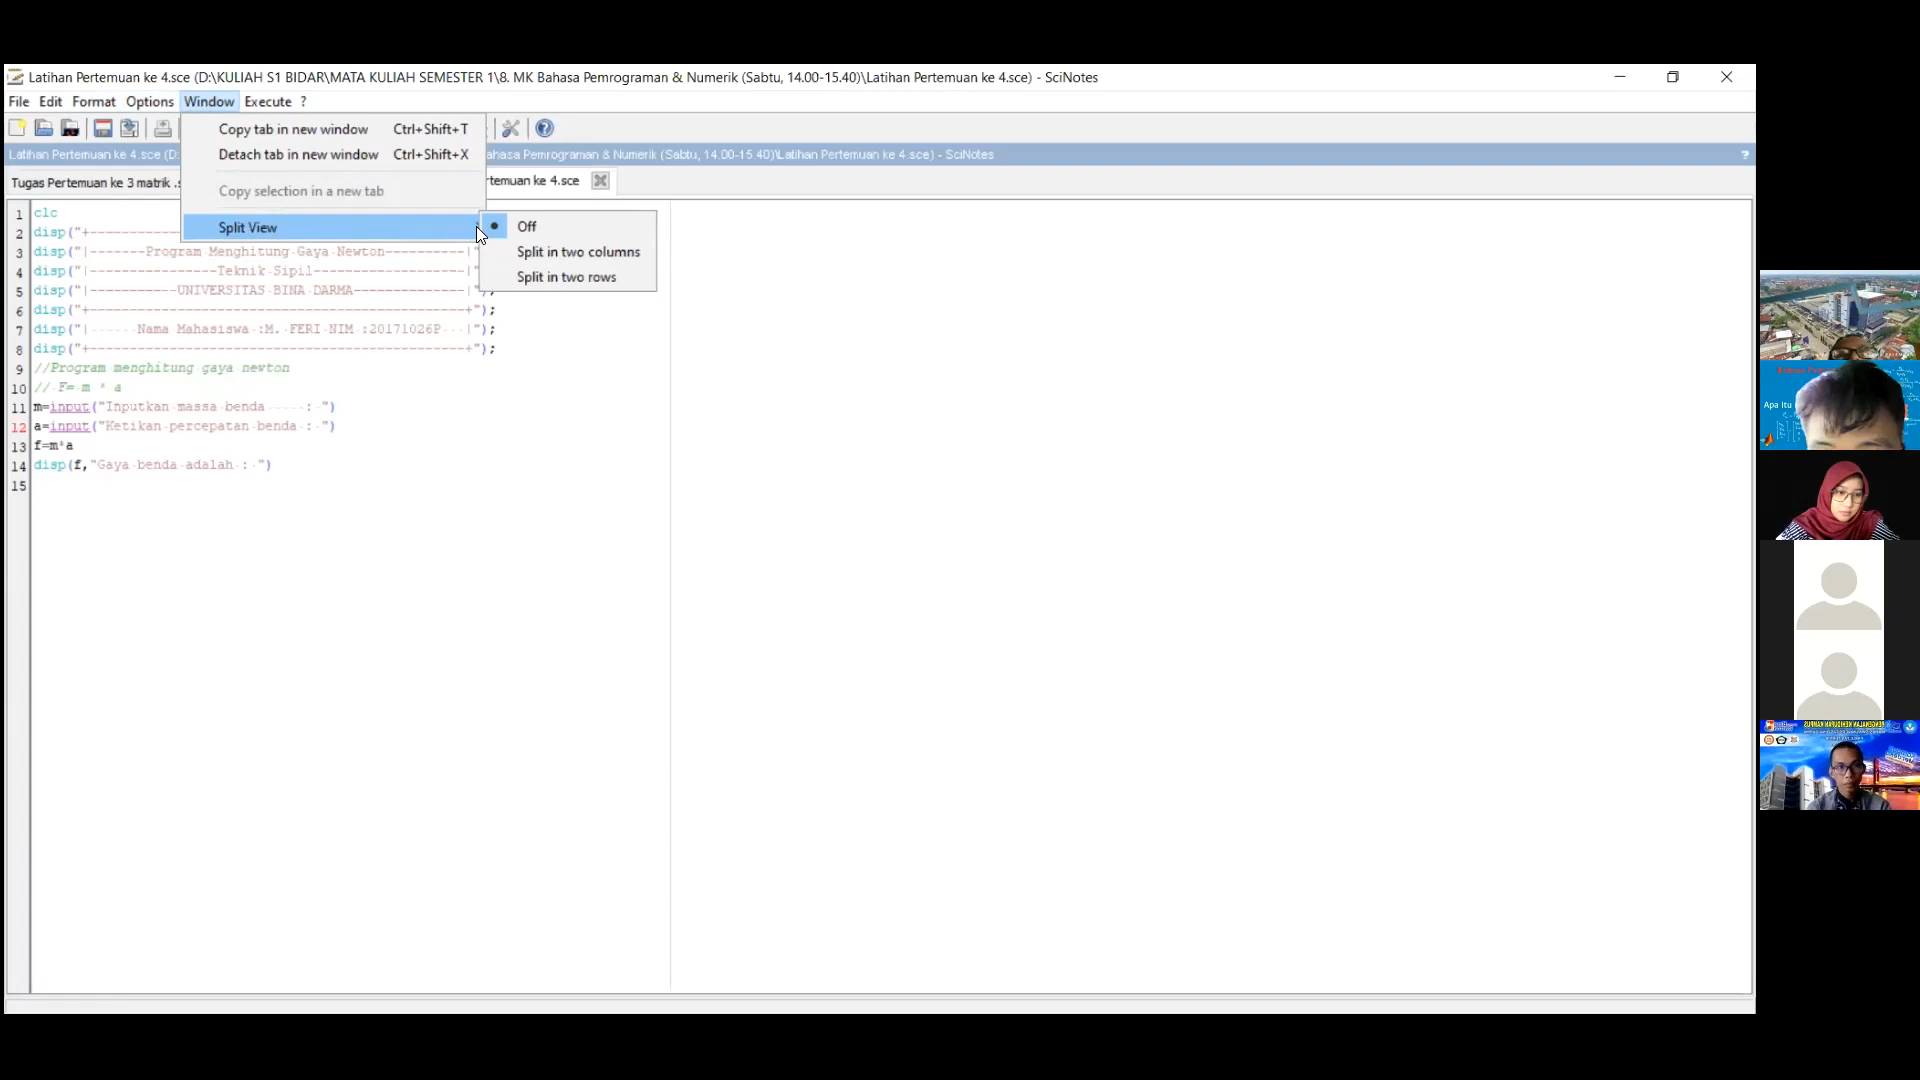 Latihan Pertemuan ke 4.sce (D:\KULIAH S1 BIDAR\MATA KULIAH SEMESTER 1\8. MK Bahasa Pemrograman & Numerik (Sabtu, 14.00-15.40)\Latihan Pertemuan ke 4.sce) - SciNotes
File Edit Format Options Window Execute ?
Copy tab in new window Ctrl+Shift+T
Detach tab in new window Ctrl+Shift+X
Copy selection in a new tab
Split View
Off
Split in two columns
Split in two rows
Latihan Pertemuan ke 4.sce (D: ahasa Pemrograman & Numerik (Sabtu, 14.00-15.40)\Latihan Pertemuan ke 4.sce) - SciNotes ?
Tugas Pertemuan ke 3 matrik .s temuan ke 4.sce
1 clc
2 disp("+-----------
3 disp("|-------Program Menghitung Gaya Newton----------|"
4 disp("|----------------Teknik Sipil-------------------|"
5 disp("|-----------UNIVERSITAS BINA DARMA--------------|");
6 disp("+-----------------------------------------------+");
7 disp("|      Nama Mahasiswa :M. FERI NIM :20171026P   |");
8 disp("+-----------------------------------------------+");
9 //Program menghitung gaya newton
10 // F= m * a
11 m=input("Inputkan massa benda     : ")
12 a=input("Ketikan percepatan benda : ")
13 f=m*a
14 disp(f,"Gaya benda adalah : ")
15
Apa Itu
PENGENALAN KEHIDUPAN KAMPUS